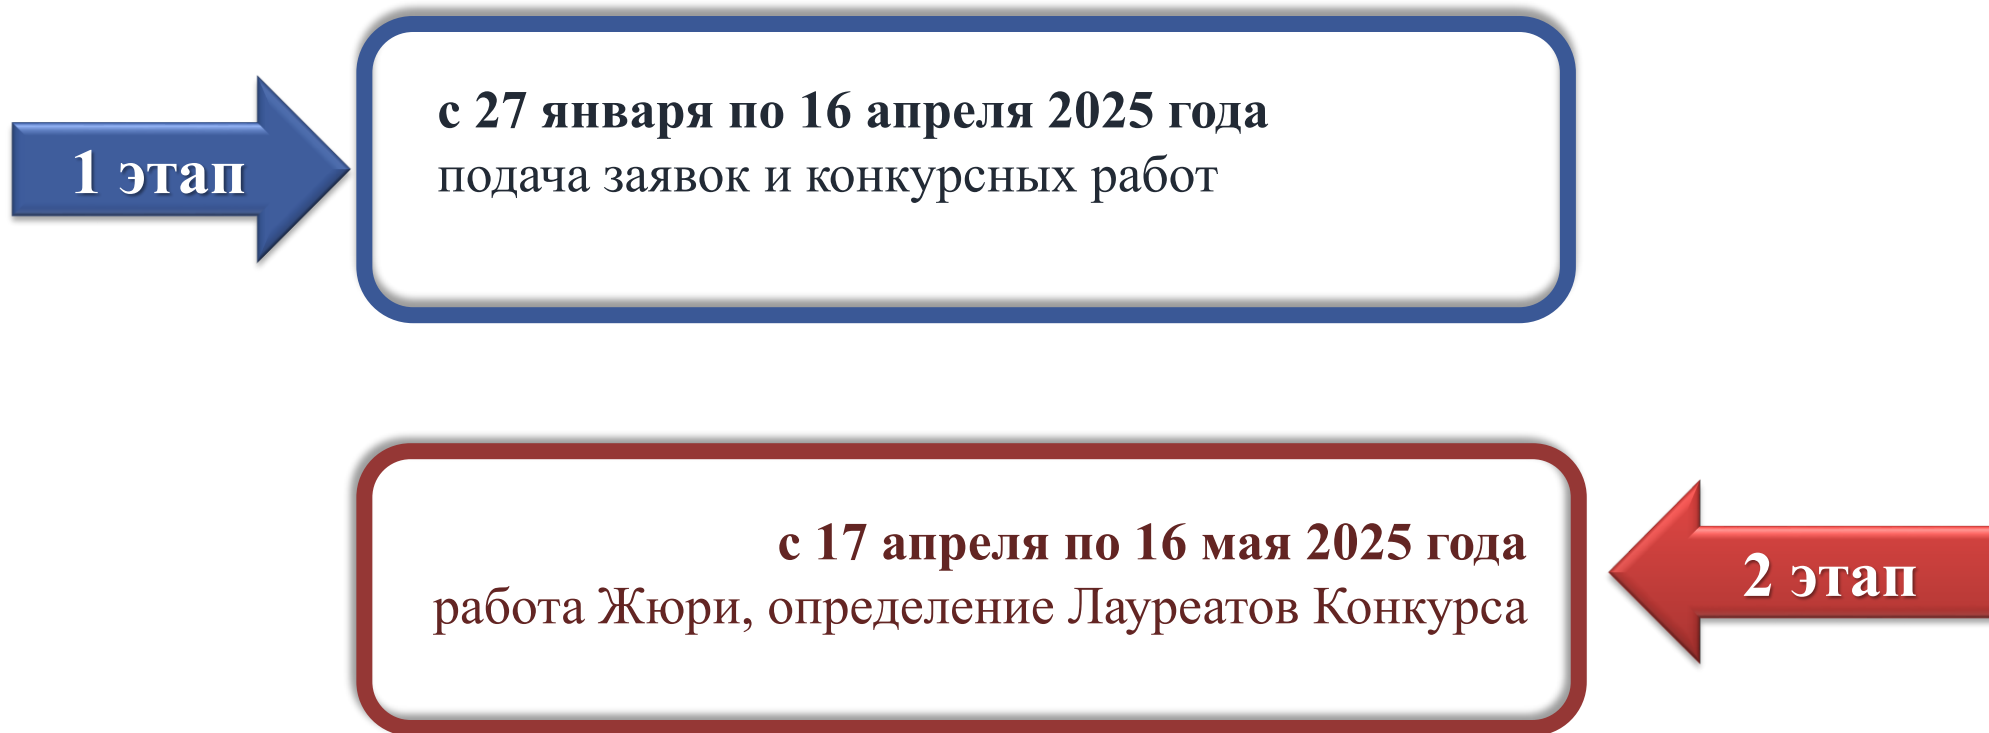 1 этап
с 27 января по 16 апреля 2025 года
подача заявок и конкурсных работ
с 17 апреля по 16 мая 2025 года
работа Жюри, определение Лауреатов Конкурса
2 этап